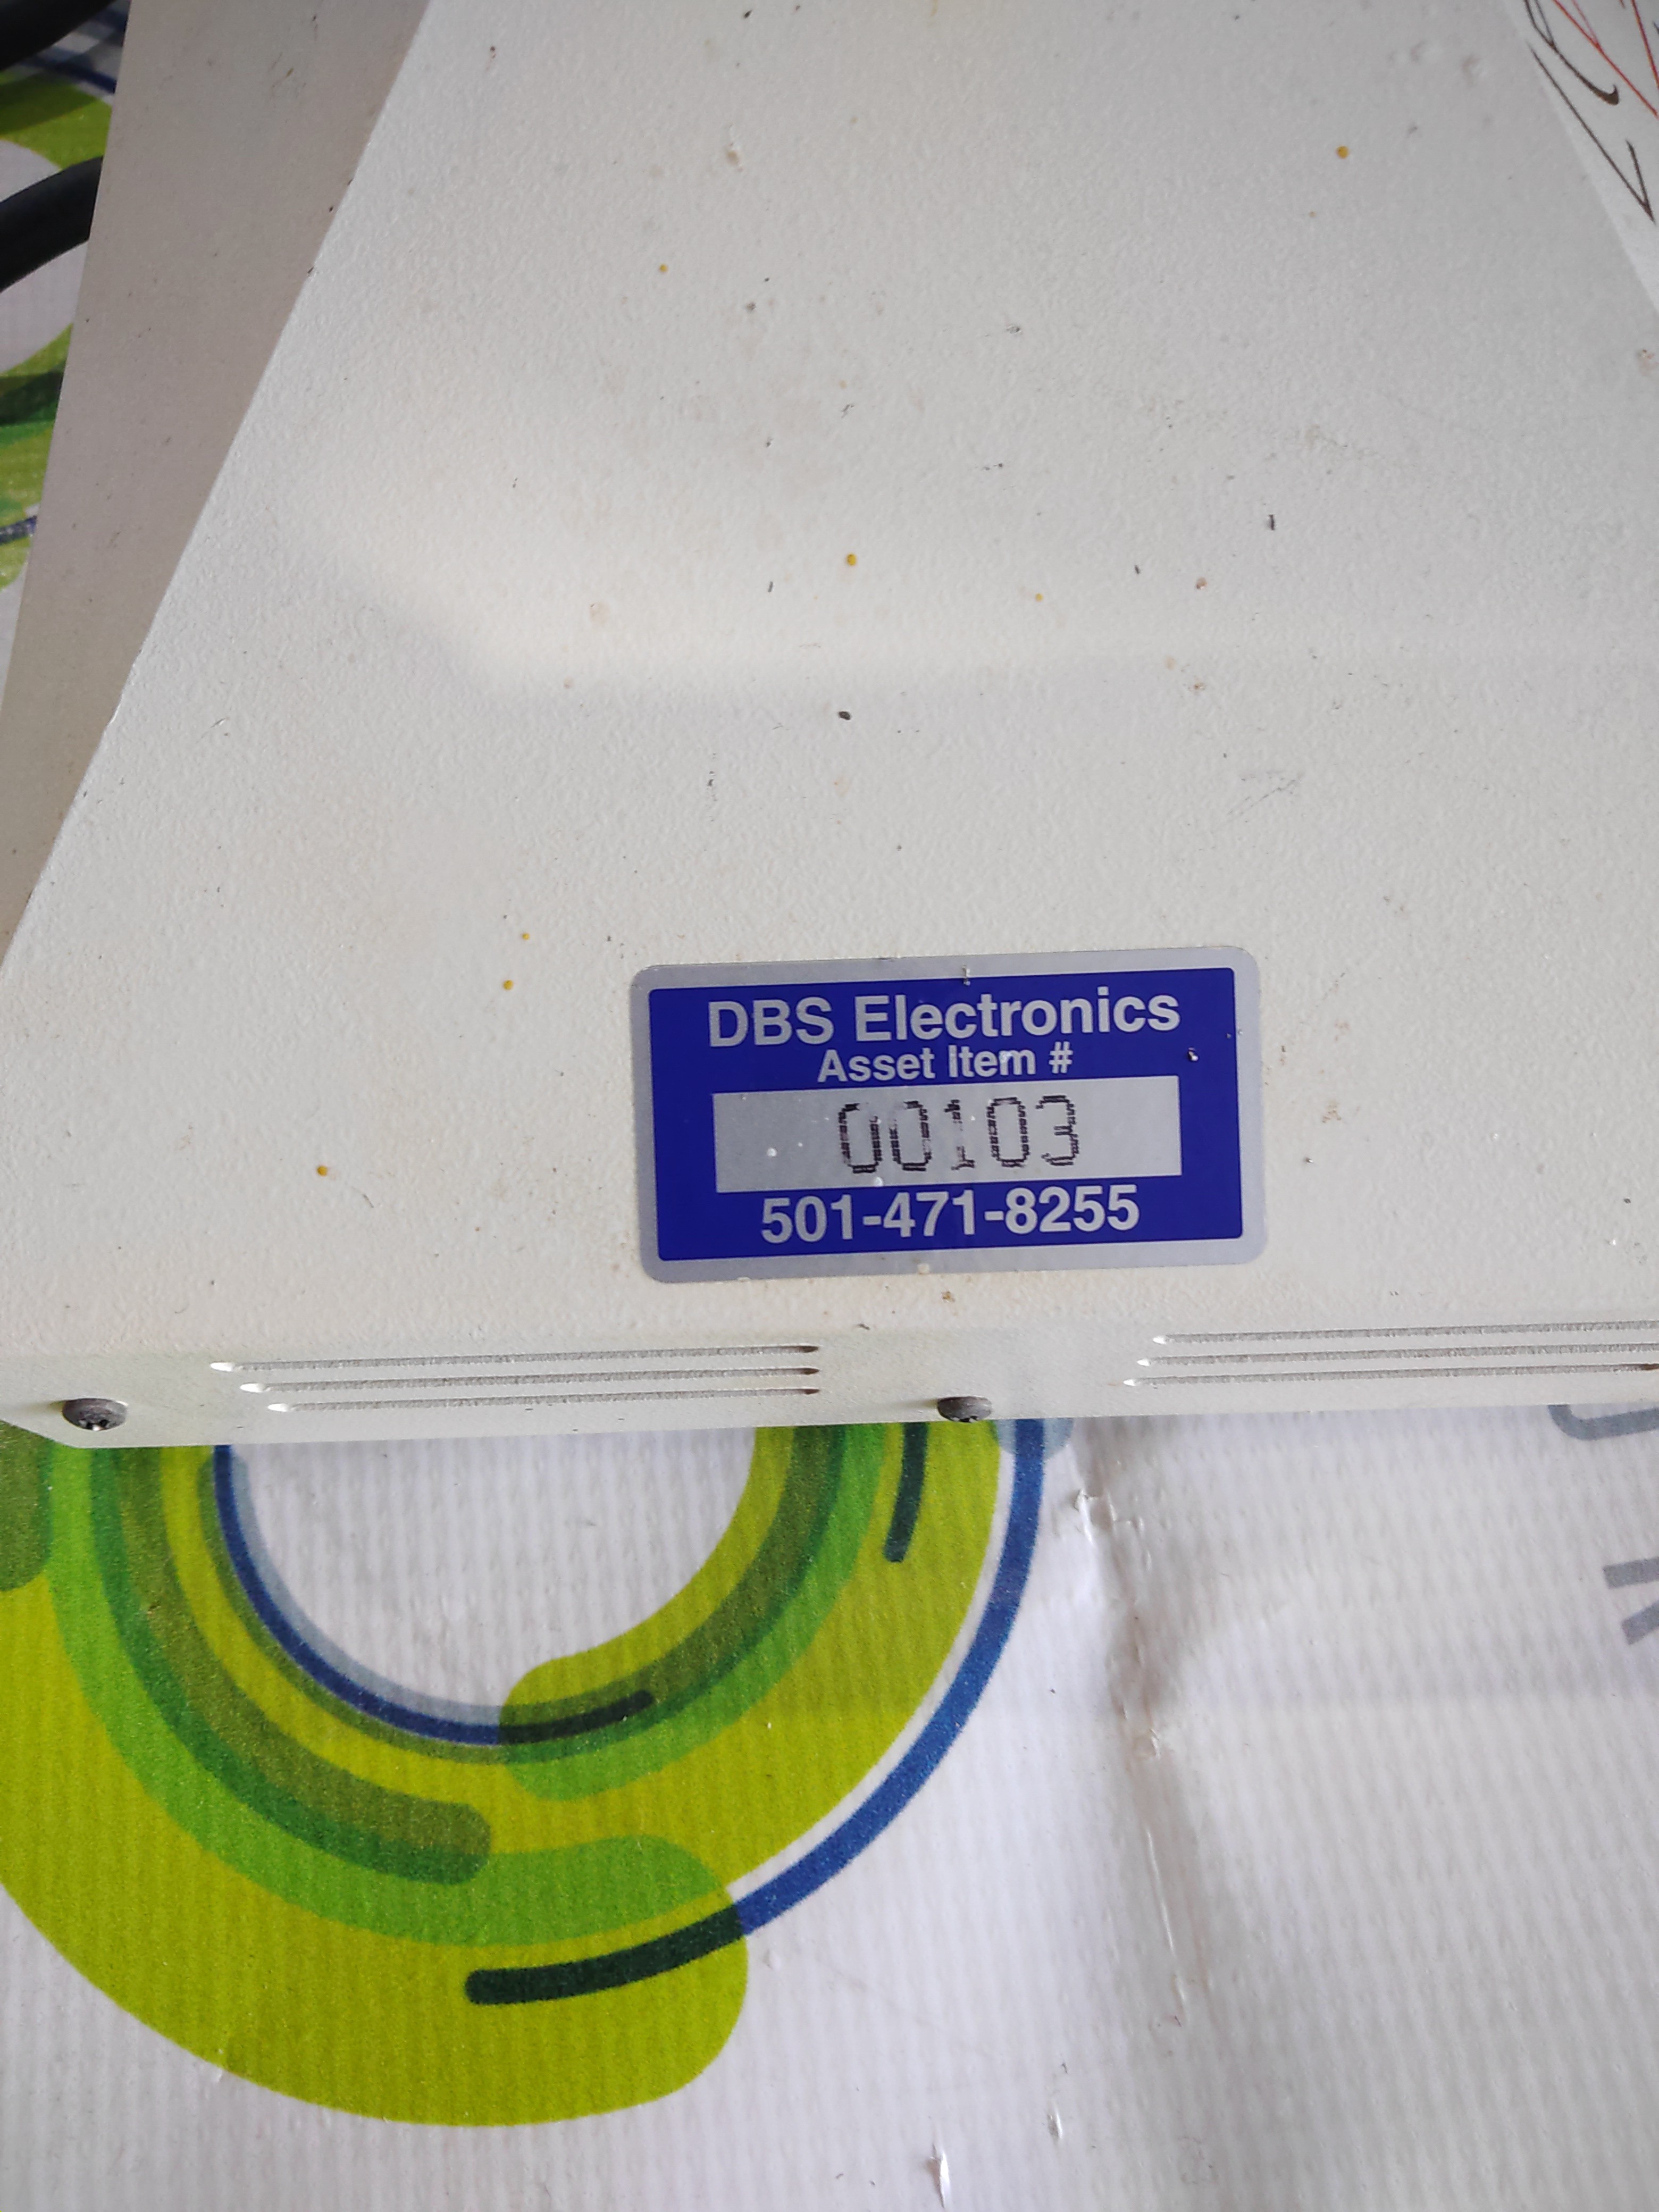 DBS Electronics
Asset Item #
00103
501-471-8255